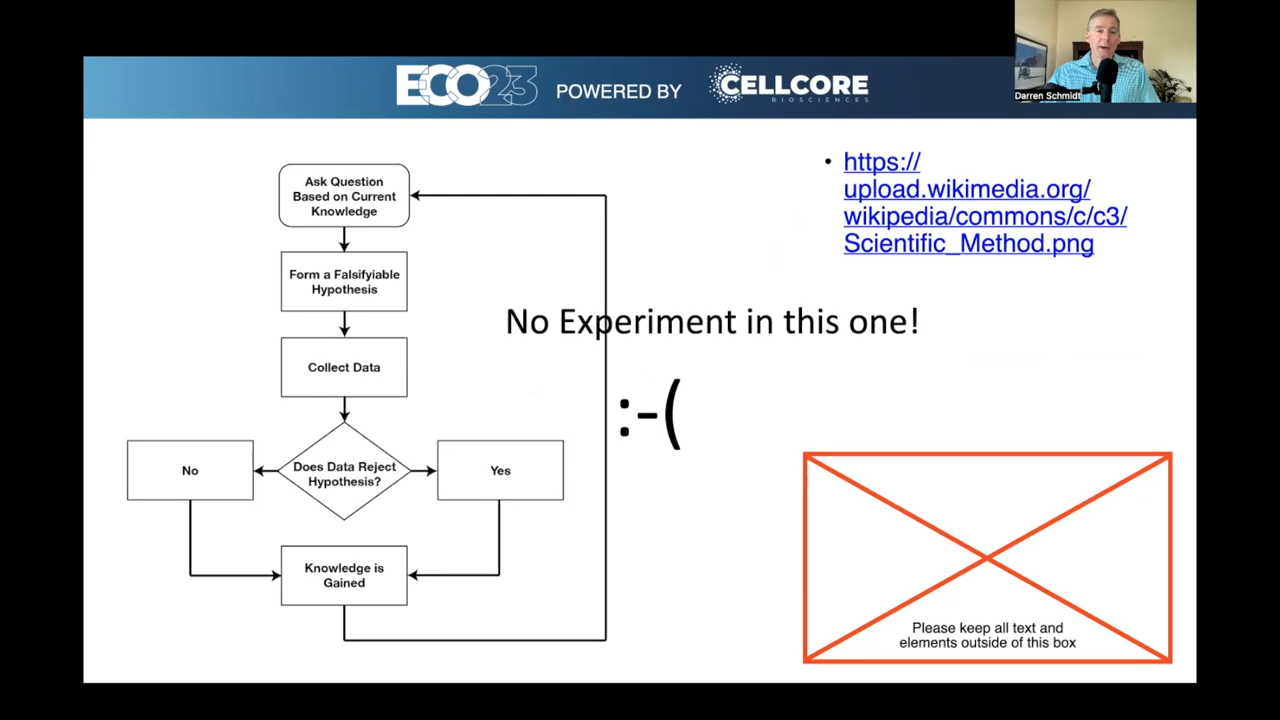 ECO23 POWERED BY CELLCORE
BIOSCIENCES
Darren Schmidt
Ask Question
Based on Current
Knowledge
Form a Falsifyiable
Hypothesis
Collect Data
No
Does Data Reject
Hypothesis?
Yes
Knowledge is
Gained
No Experiment in this one!
:-(
• https://
upload.wikimedia.org/
wikipedia/commons/c/c3/
Scientific_Method.png
Please keep all text and
elements outside of this box